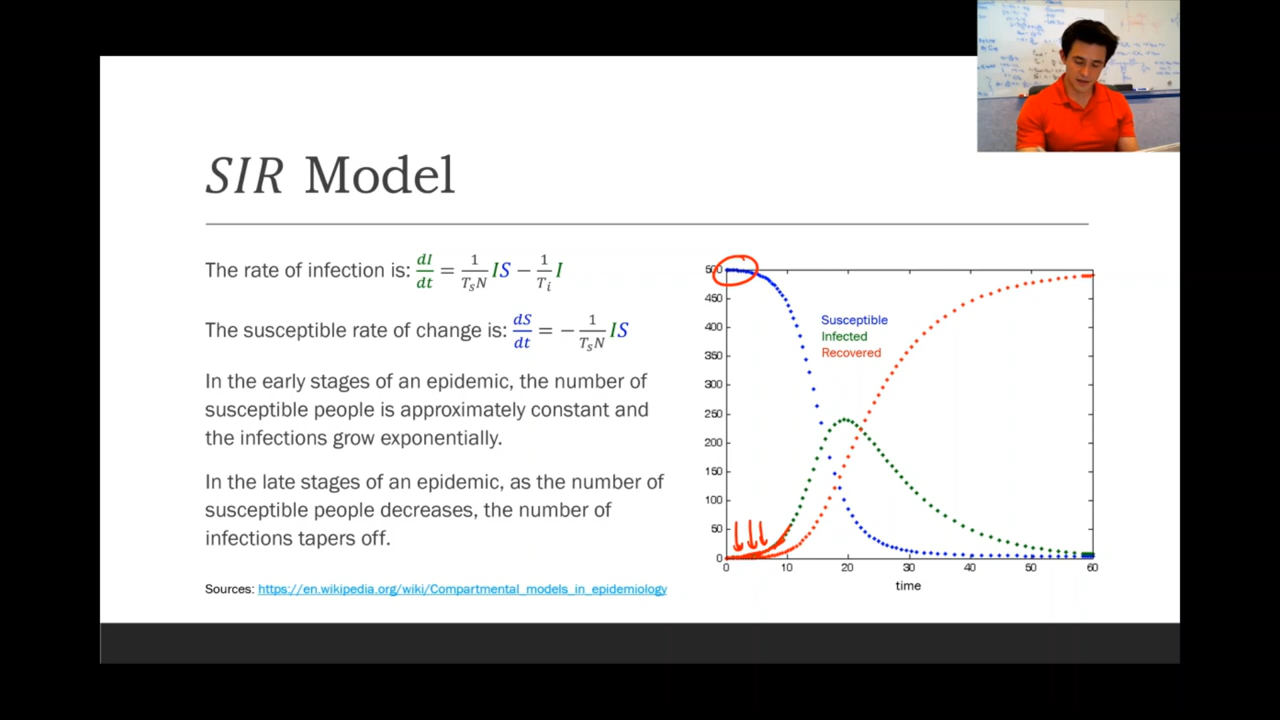 SIR Model
The rate of infection is: dI/dt = 1/(T_s N) IS − 1/T_i I
The susceptible rate of change is: dS/dt = − 1/(T_s N) IS
In the early stages of an epidemic, the number of
susceptible people is approximately constant and
the infections grow exponentially.
In the late stages of an epidemic, as the number of
susceptible people decreases, the number of
infections tapers off.
Sources: https://en.wikipedia.org/wiki/Compartmental_models_in_epidemiology
500
450
400
350
300
250
200
150
100
50
0
Susceptible
Infected
Recovered
0 10 20 30 40 50 60
time